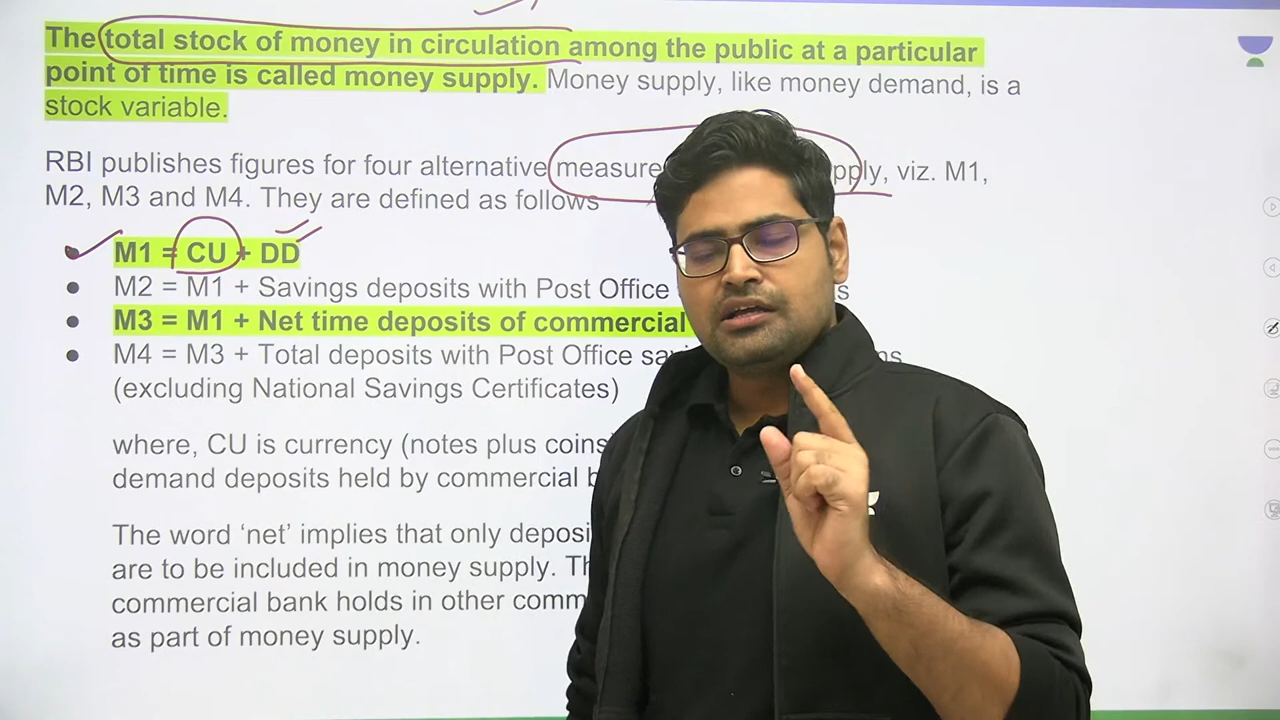 The total stock of money in circulation among the public at a particular
point of time is called money supply. Money supply, like money demand, is a
stock variable.
RBI publishes figures for four alternative measure pply, viz. M1,
M2, M3 and M4. They are defined as follows
M1 = CU + DD
M2 = M1 + Savings deposits with Post Office s
M3 = M1 + Net time deposits of commercial
M4 = M3 + Total deposits with Post Office sav ns
(excluding National Savings Certificates)
where, CU is currency (notes plus coins
demand deposits held by commercial b
The word ‘net’ implies that only deposi
are to be included in money supply. Th
commercial bank holds in other comm
as part of money supply.